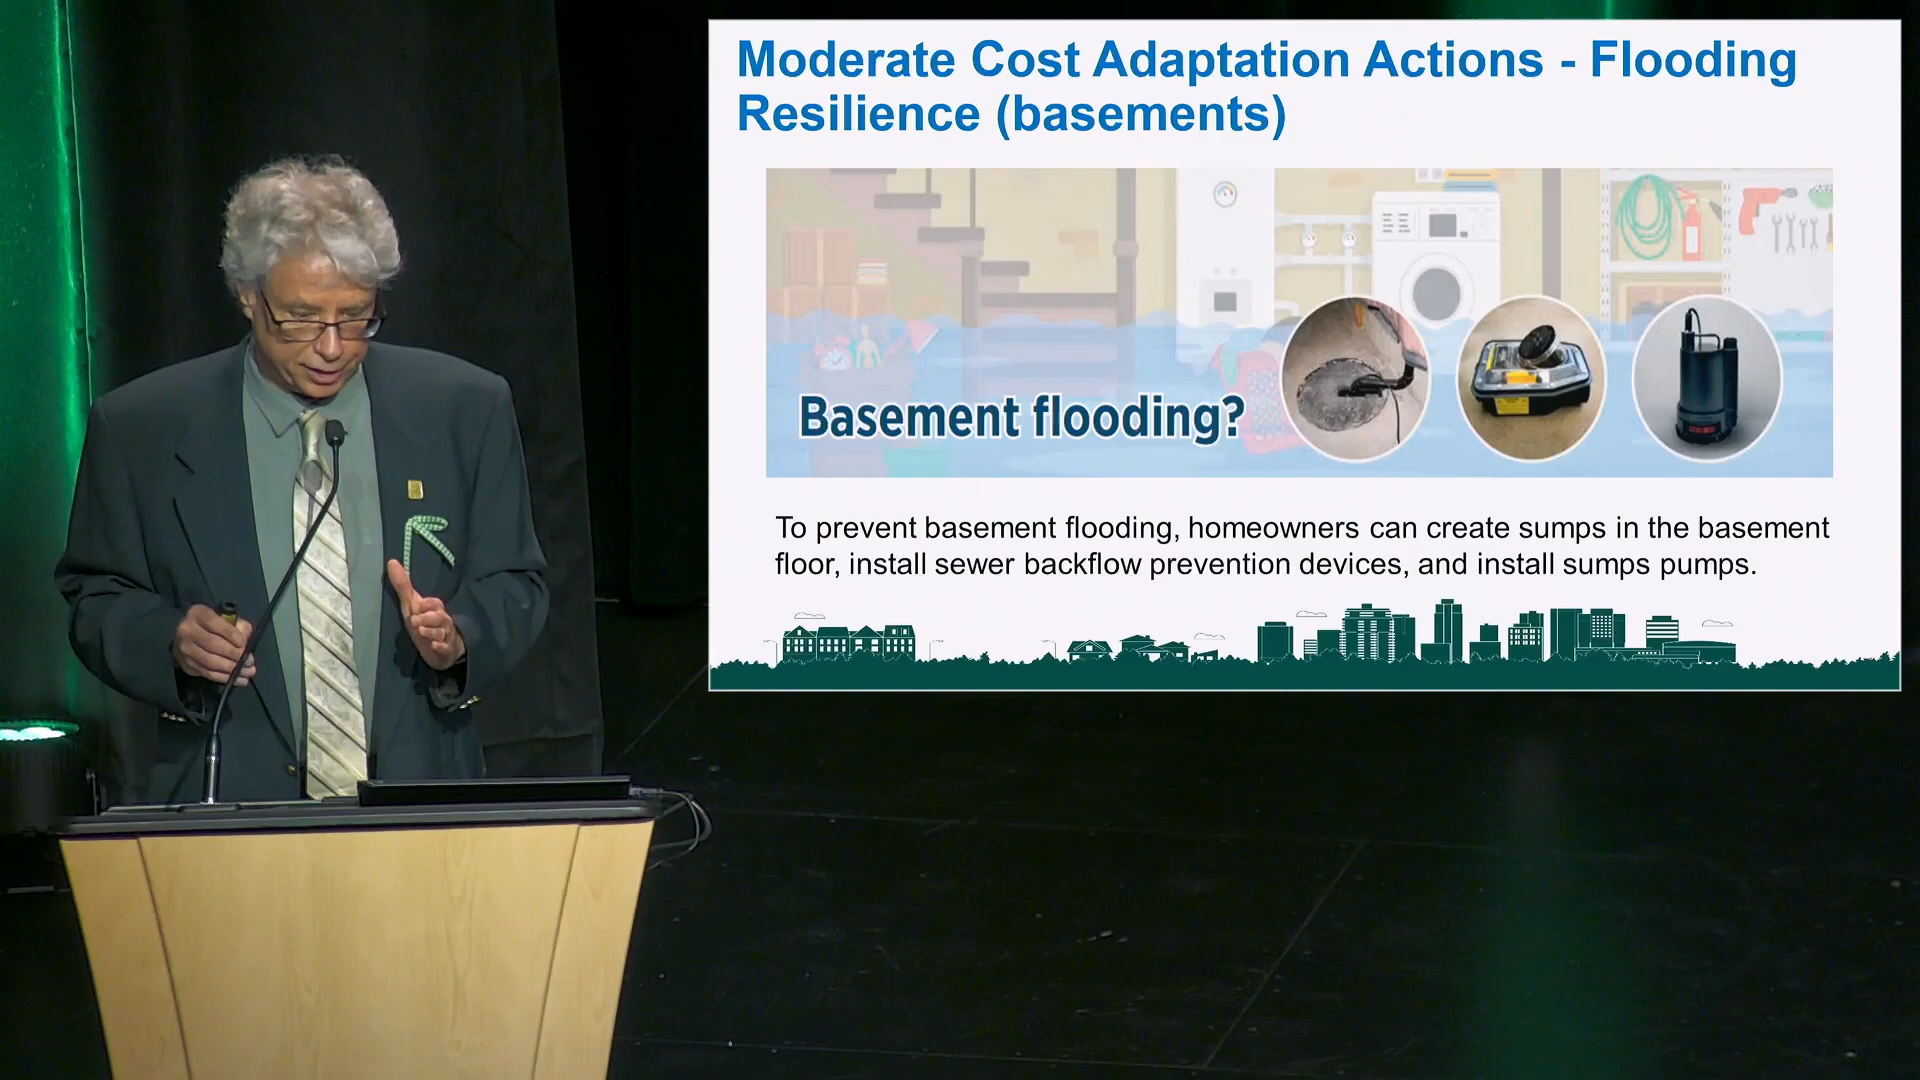 Moderate Cost Adaptation Actions - Flooding
Resilience (basements)
Basement flooding?
To prevent basement flooding, homeowners can create sumps in the basement
floor, install sewer backflow prevention devices, and install sumps pumps.